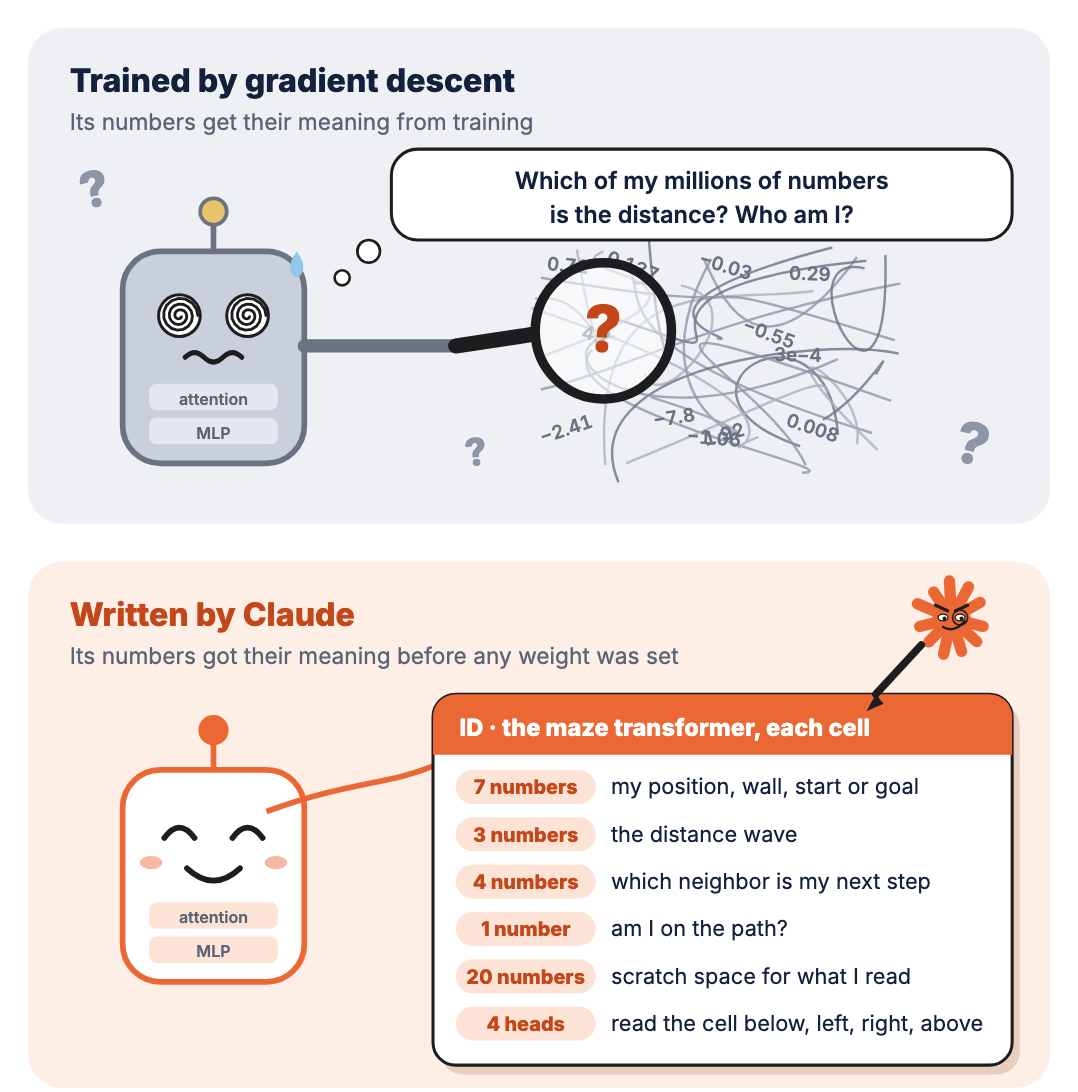 Trained by gradient descent
Its numbers get their meaning from training
?
Which of my millions of numbers
is the distance? Who am I?
−0.03
0.29
?
−0.55
3e−4
attention
MLP
−2.41
−7.8
0.008
?
?
Written by Claude
Its numbers got their meaning before any weight was set
ID · the maze transformer, each cell
7 numbers my position, wall, start or goal
3 numbers the distance wave
4 numbers which neighbor is my next step
1 number am I on the path?
20 numbers scratch space for what I read
4 heads read the cell below, left, right, above
attention
MLP